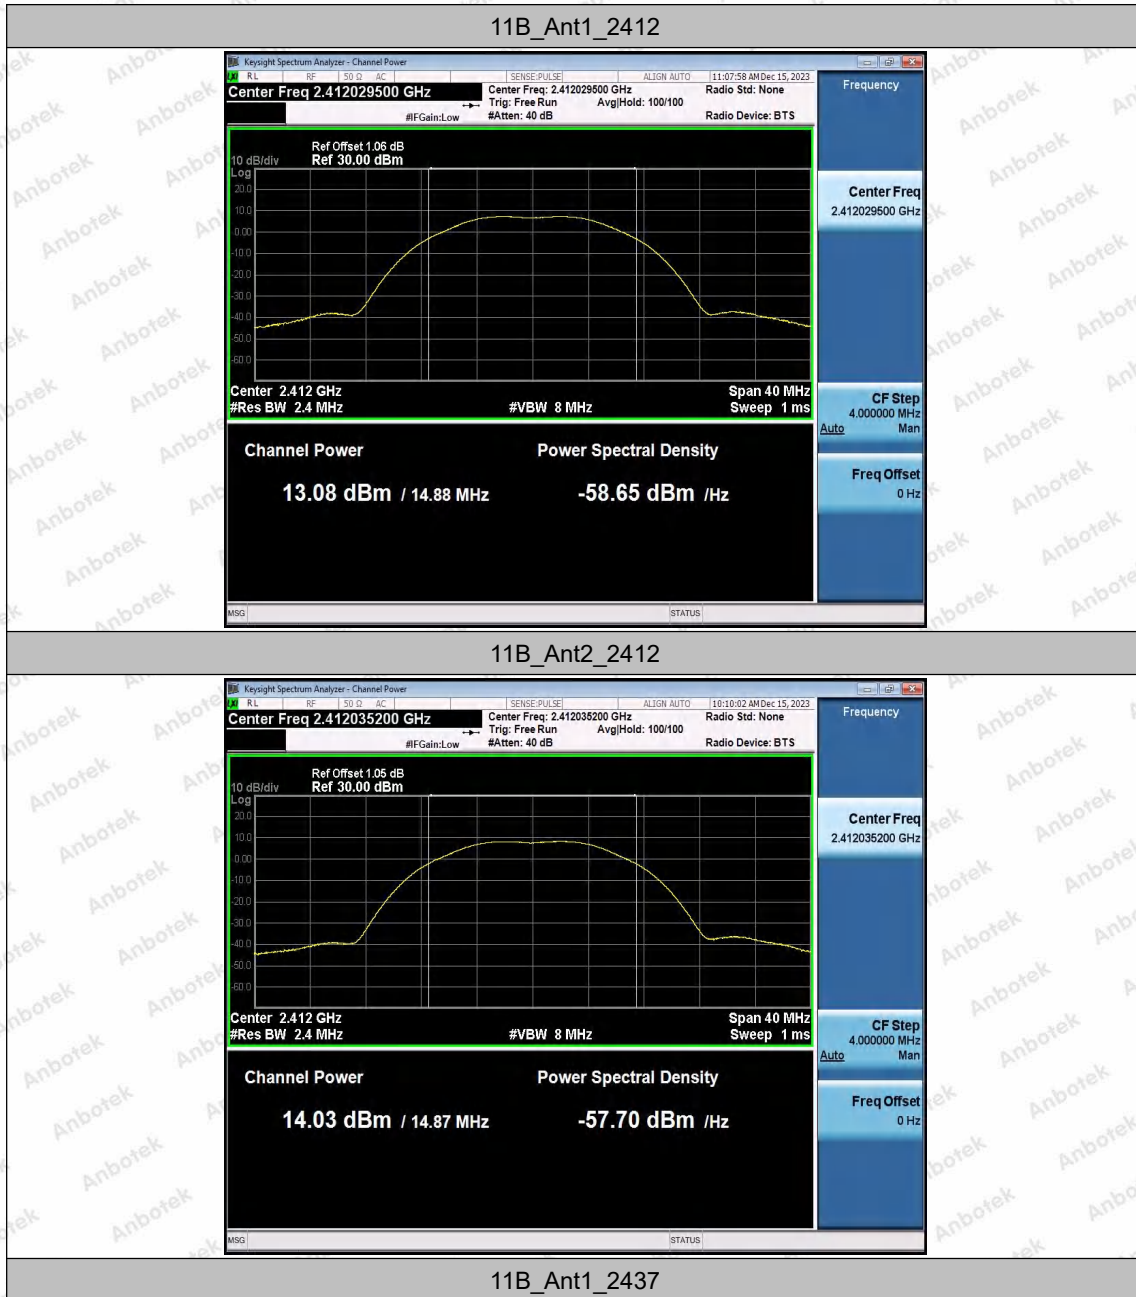 11B_Ant1_2412
Keysight Spectrum Analyzer - Channel Power
LXI RL RF 50 Ω AC SENSE:PULSE ALIGN AUTO 11:07:58 AM Dec 15, 2023
Center Freq 2.412029500 GHz
Center Freq: 2.412029500 GHz
Radio Std: None
Trig: Free Run Avg|Hold: 100/100
#IFGain:Low #Atten: 40 dB Radio Device: BTS
Frequency
Ref Offset 1.06 dB
10 dB/div Ref 30.00 dBm
Log
20.0
10.0
0.00
-10.0
-20.0
-30.0
-40.0
-50.0
-60.0
Center Freq
2.412029500 GHz
Center 2.412 GHz Span 40 MHz
#Res BW 2.4 MHz #VBW 8 MHz Sweep 1 ms
CF Step
4.000000 MHz
Auto Man
Channel Power Power Spectral Density
13.08 dBm / 14.88 MHz -58.65 dBm /Hz
Freq Offset
0 Hz
MSG STATUS
11B_Ant2_2412
Keysight Spectrum Analyzer - Channel Power
LXI RL RF 50 Ω AC SENSE:PULSE ALIGN AUTO 10:10:02 AM Dec 15, 2023
Center Freq 2.412035200 GHz
Center Freq: 2.412035200 GHz
Radio Std: None
Trig: Free Run Avg|Hold: 100/100
#IFGain:Low #Atten: 40 dB Radio Device: BTS
Frequency
Ref Offset 1.05 dB
10 dB/div Ref 30.00 dBm
Log
20.0
10.0
0.00
-10.0
-20.0
-30.0
-40.0
-50.0
-60.0
Center Freq
2.412035200 GHz
Center 2.412 GHz Span 40 MHz
#Res BW 2.4 MHz #VBW 8 MHz Sweep 1 ms
CF Step
4.000000 MHz
Auto Man
Channel Power Power Spectral Density
14.03 dBm / 14.87 MHz -57.70 dBm /Hz
Freq Offset
0 Hz
MSG STATUS
11B_Ant1_2437
Anbotek